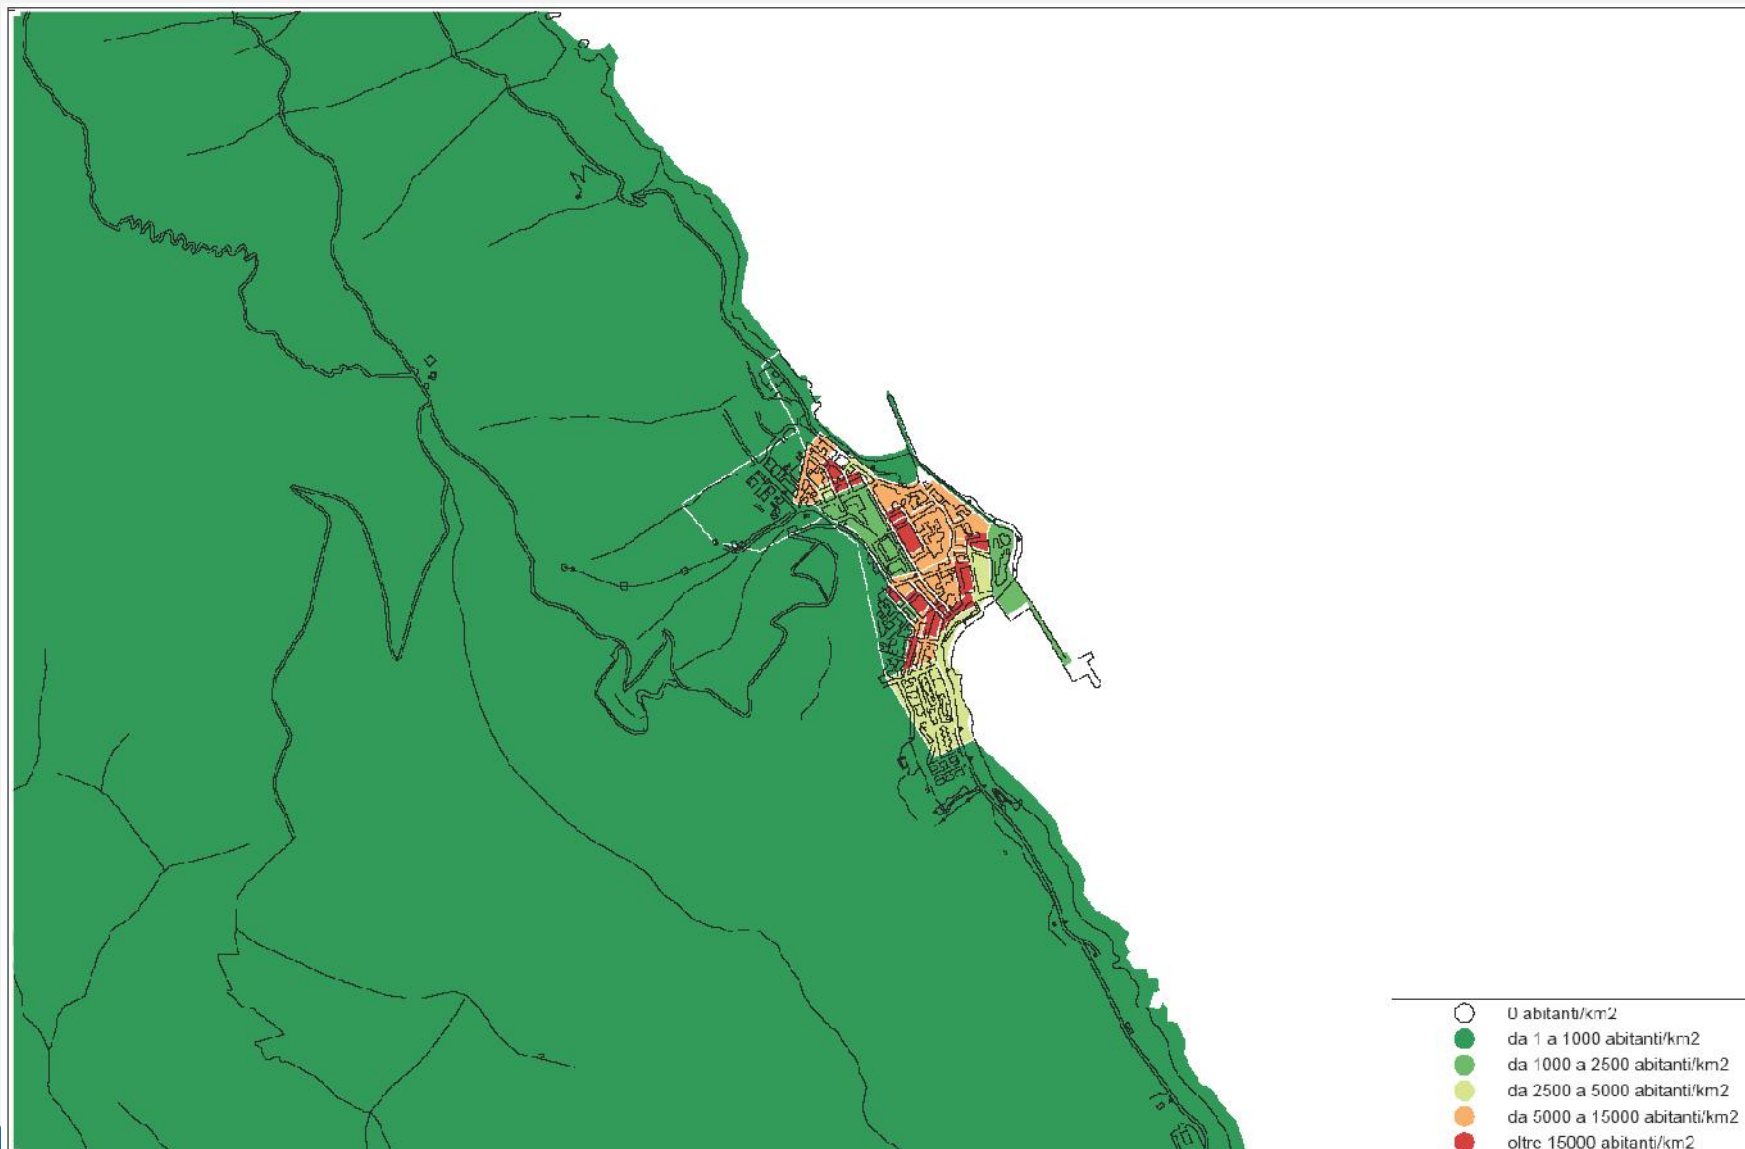 0 abitanti/km2
da 1 a 1000 abitanti/km2
da 1000 a 2500 abitanti/km2
da 2500 a 5000 abitanti/km2
da 5000 a 15000 abitanti/km2
oltre 15000 abitanti/km2